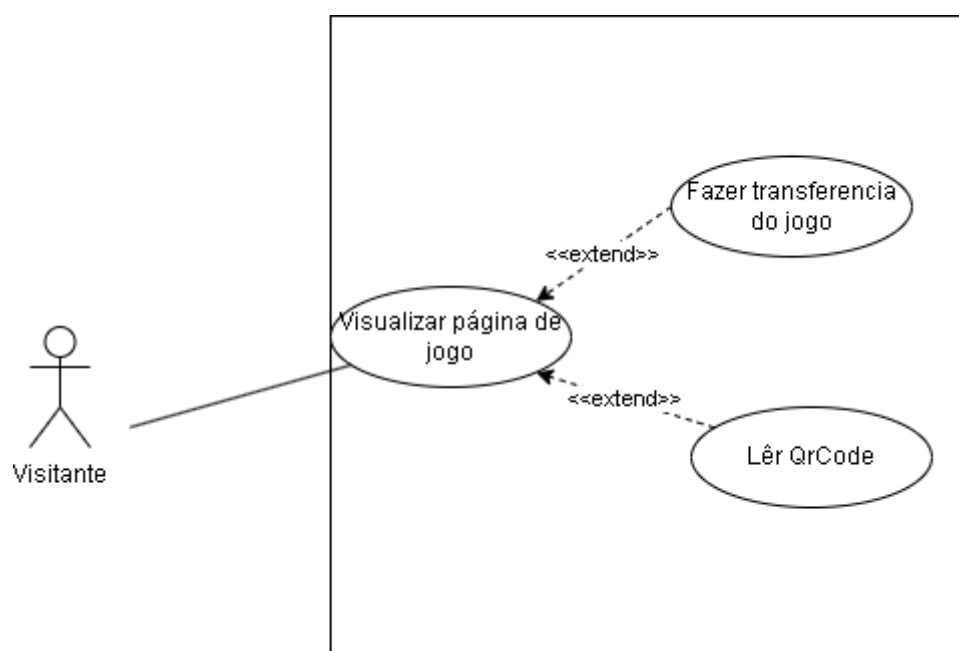 Fazer transferencia
do jogo
<<extend>>
Visualizar página de
jogo
<<extend>>
Lêr QrCode
Visitante